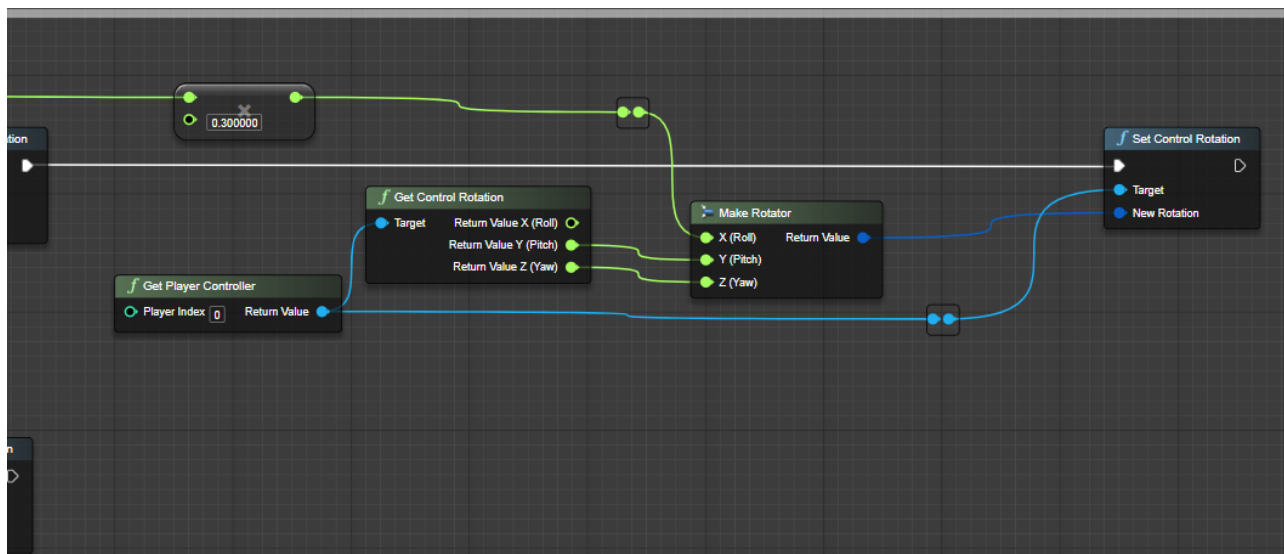 0.300000
tion
Set Control Rotation
Target
New Rotation
Get Control Rotation
Target Return Value X (Roll)
Return Value Y (Pitch)
Return Value Z (Yaw)
Make Rotator
X (Roll) Return Value
Y (Pitch)
Z (Yaw)
Get Player Controller
Player Index 0 Return Value
n